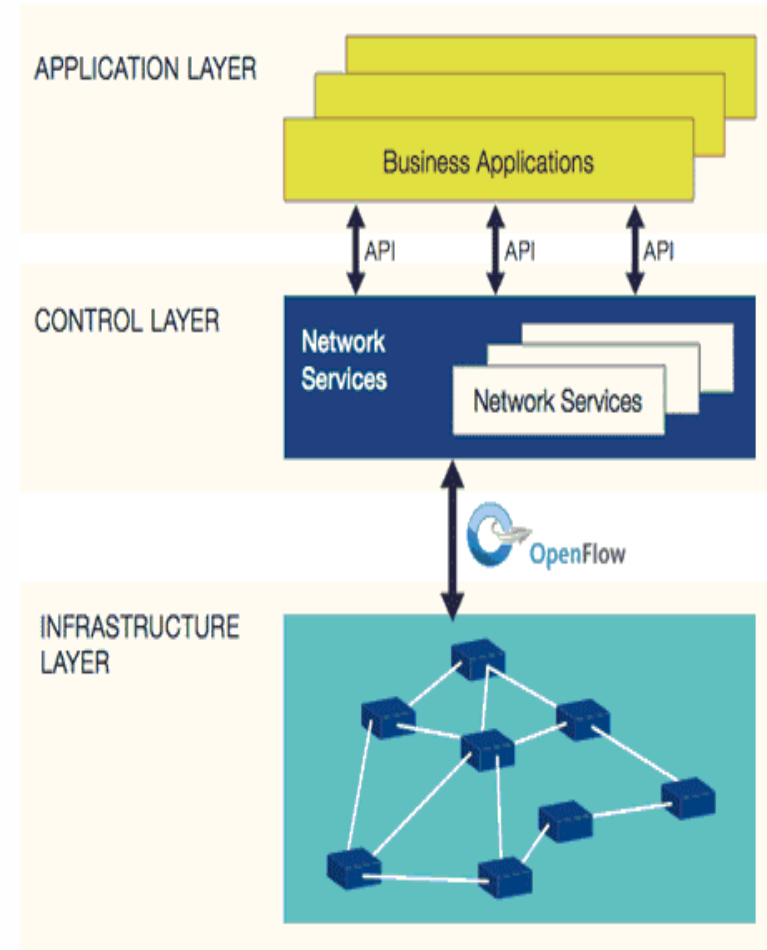 APPLICATION LAYER
Business Applications
API
API
API
CONTROL LAYER
Network
Services
Network Services
OpenFlow
INFRASTRUCTURE
LAYER